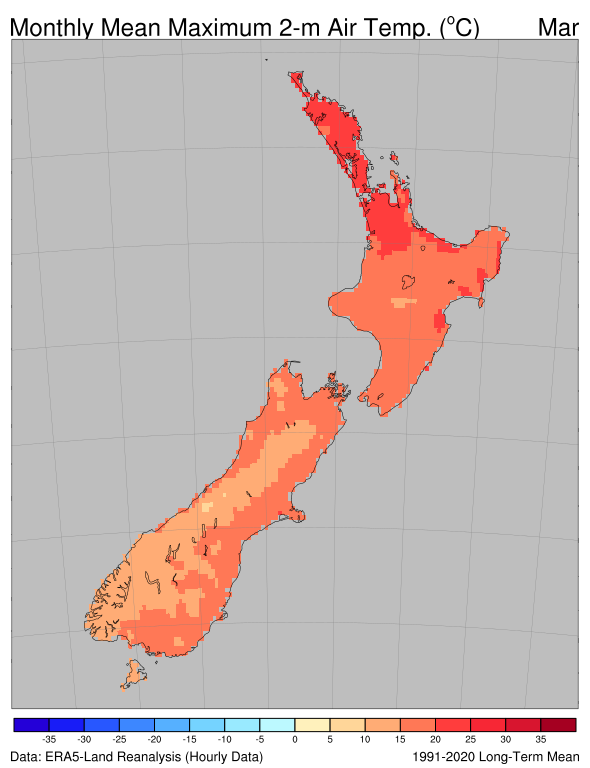 Monthly Mean Maximum 2-m Air Temp. (°C) Mar
-35 -30 -25 -20 -15 -10 -5 0 5 10 15 20 25 30 35
Data: ERA5-Land Reanalysis (Hourly Data) 1991-2020 Long-Term Mean